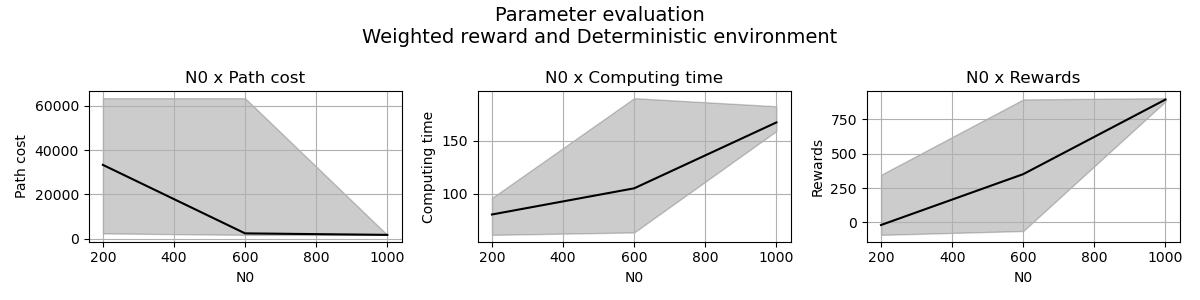 Parameter evaluation
Weighted reward and Deterministic environment
N0 x Path cost
Path cost
60000
40000
20000
0
200 400 600 800 1000
N0
N0 x Computing time
Computing time
150
100
200 400 600 800 1000
N0
N0 x Rewards
Rewards
750
500
250
0
200 400 600 800 1000
N0